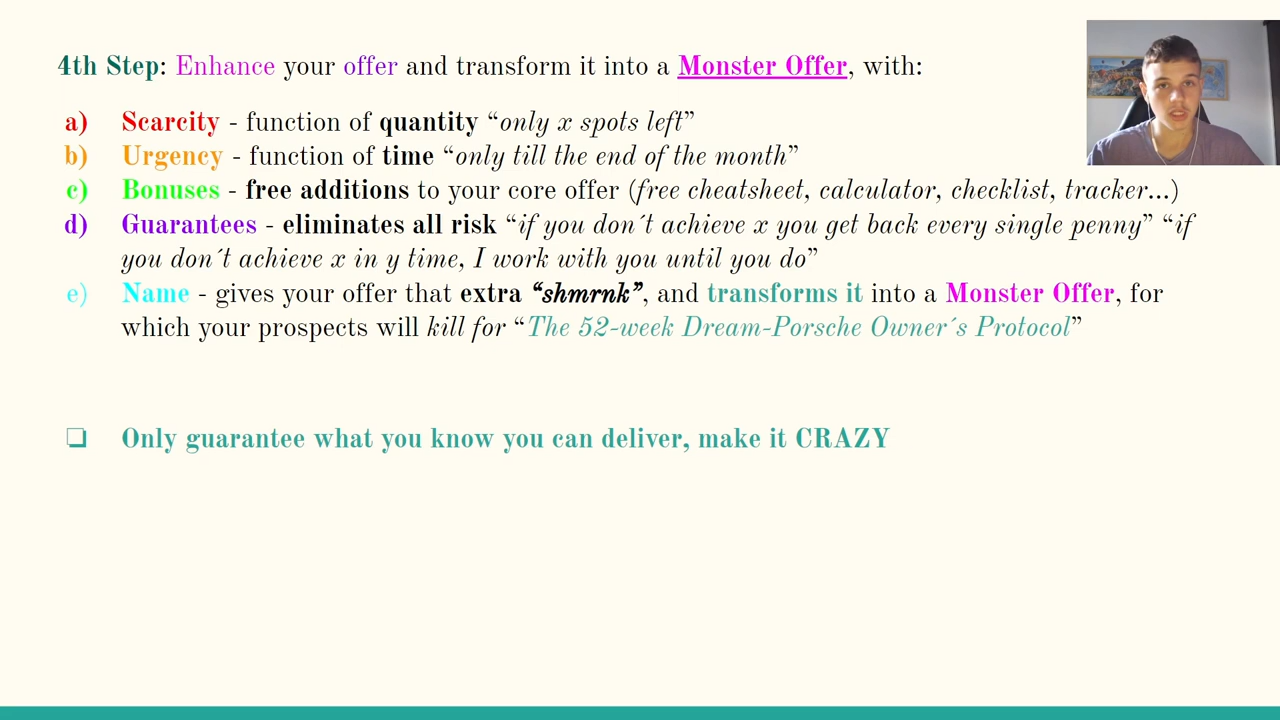 4th Step: Enhance your offer and transform it into a Monster Offer, with:
a) Scarcity - function of quantity “only x spots left”
b) Urgency - function of time “only till the end of the month”
c) Bonuses - free additions to your core offer (free cheatsheet, calculator, checklist, tracker...)
d) Guarantees - eliminates all risk “if you don´t achieve x you get back every single penny” “if
you don´t achieve x in y time, I work with you until you do”
e) Name - gives your offer that extra “shmrnk”, and transforms it into a Monster Offer, for
which your prospects will kill for “The 52-week Dream-Porsche Owner´s Protocol”
❏ Only guarantee what you know you can deliver, make it CRAZY